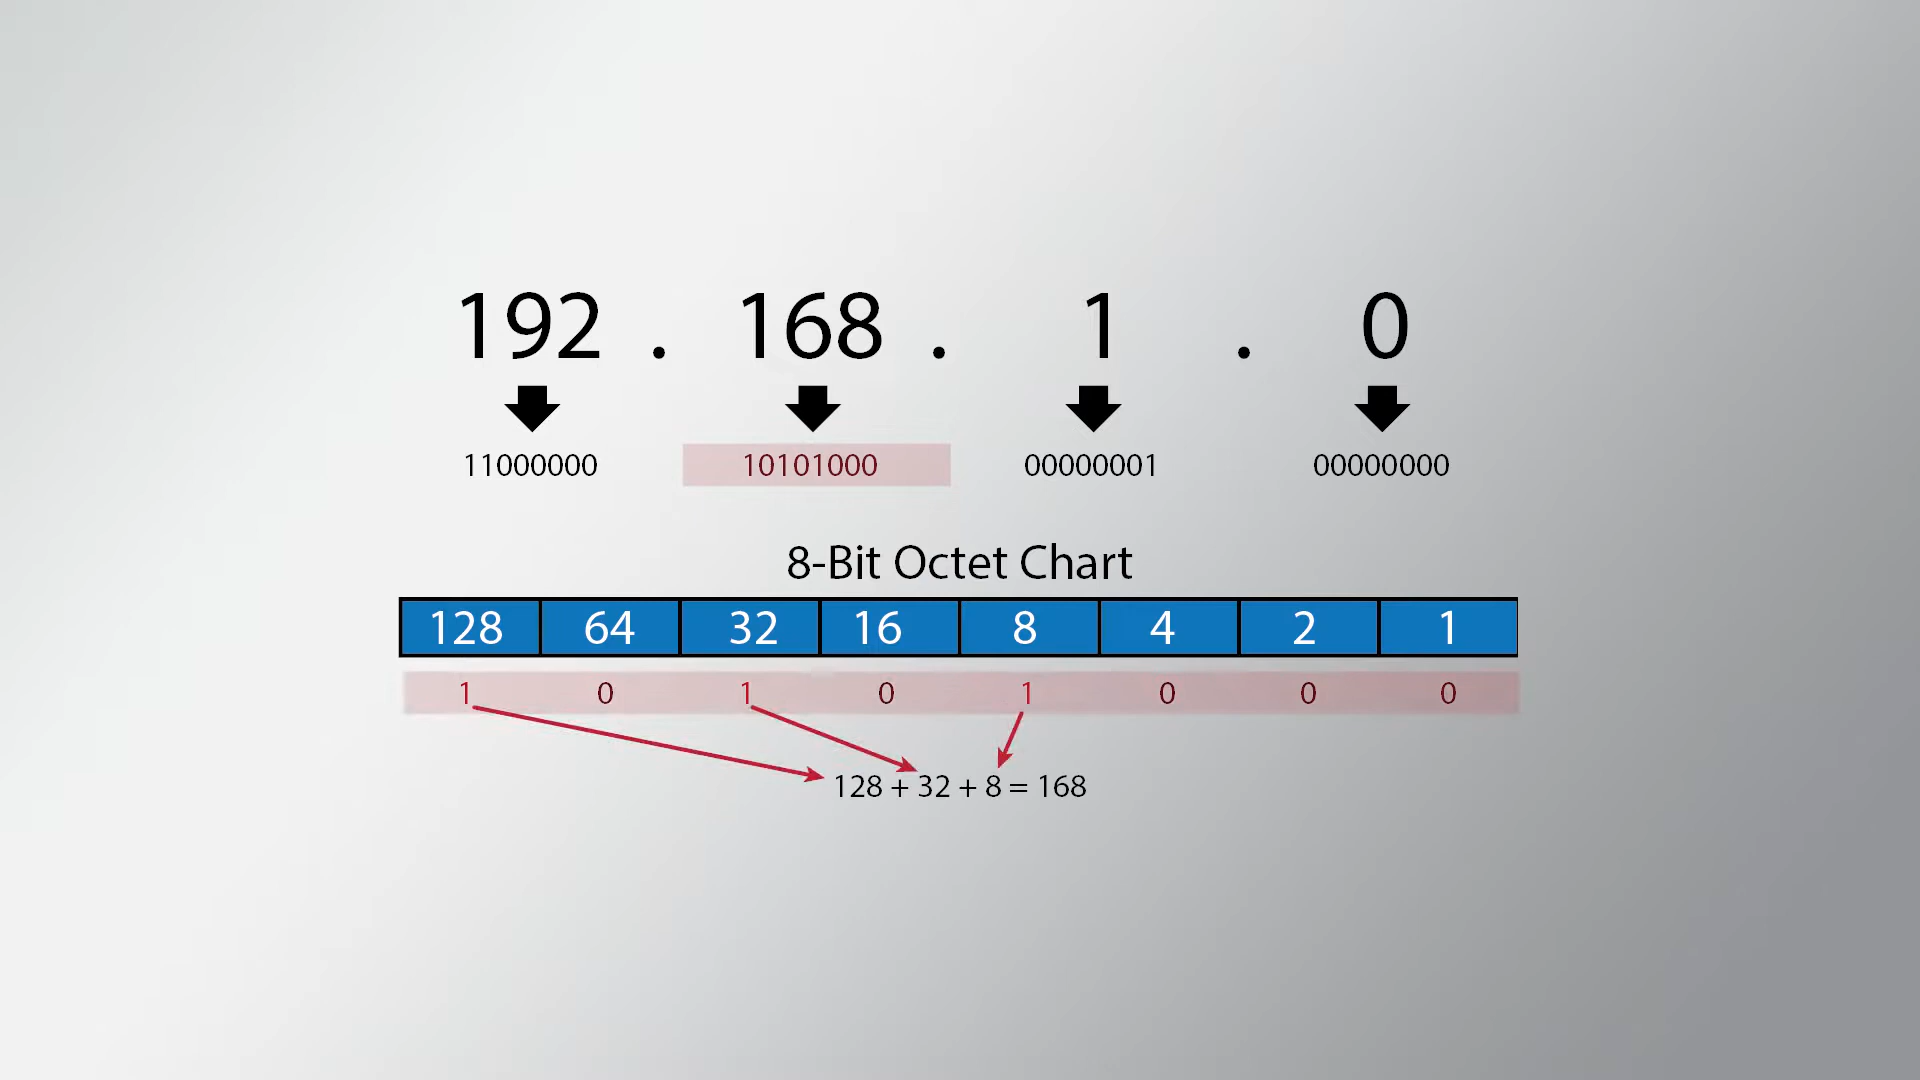 192 . 168 . 1 . 0
11000000 10101000 00000001 00000000
8-Bit Octet Chart
128 64 32 16 8 4 2 1
1 0 1 0 1 0 0 0
128 + 32 + 8 = 168